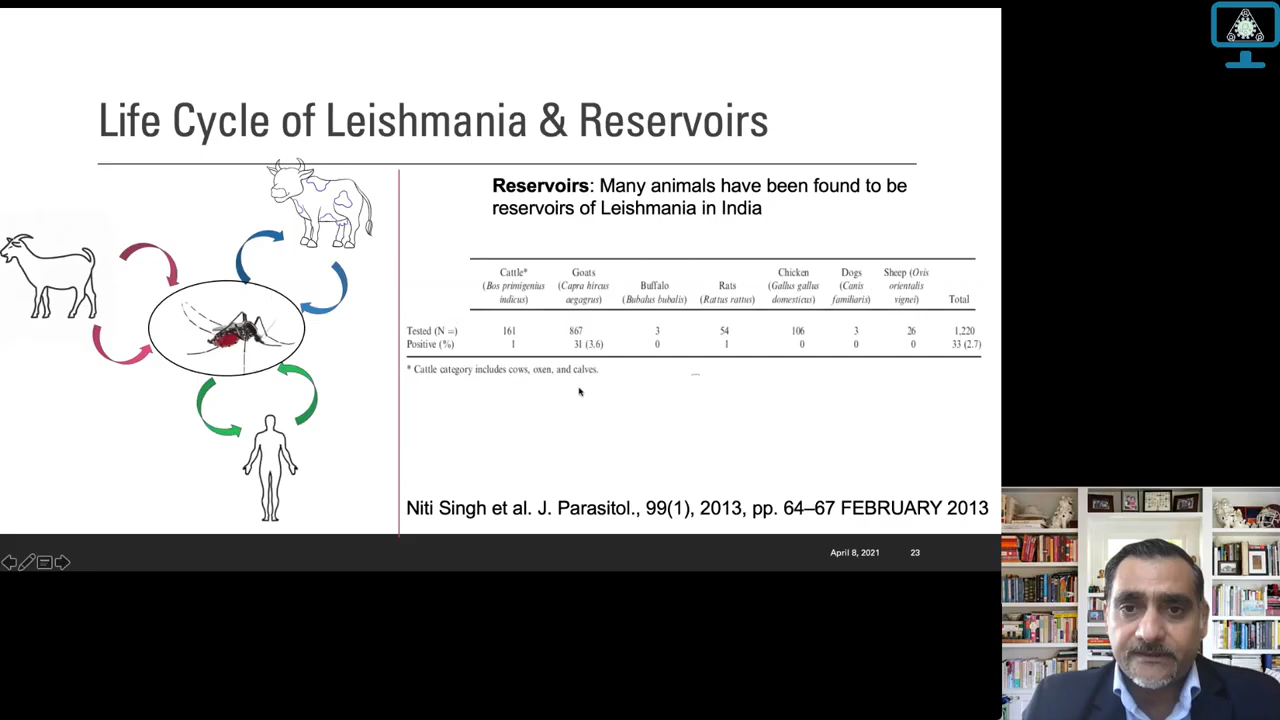 Life Cycle of Leishmania & Reservoirs
Reservoirs: Many animals have been found to be
reservoirs of Leishmania in India
Cattle* Goats Chicken Dogs Sheep (Ovis
(Bos primigenius (Capra hircus Buffalo Rats (Gallus gallus (Canis orientalis
indicus) aegagrus) (Bubalus bubalis) (Rattus rattus) domesticus) familiaris) vignei) Total
Tested (N =) 161 867 3 54 106 3 26 1,220
Positive (%) 1 31 (3.6) 0 1 0 0 0 33 (2.7)
* Cattle category includes cows, oxen, and calves.
Niti Singh et al. J. Parasitol., 99(1), 2013, pp. 64–67 FEBRUARY 2013
April 8, 2021 23